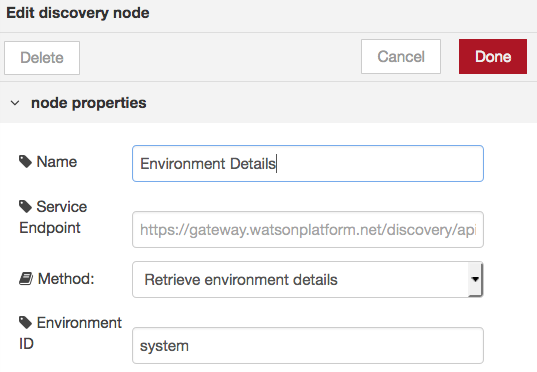 Edit discovery node
Delete Cancel Done
node properties
Name Environment Details
Service
Endpoint https://gateway.watsonplatform.net/discovery/api
Method: Retrieve environment details
Environment
ID system